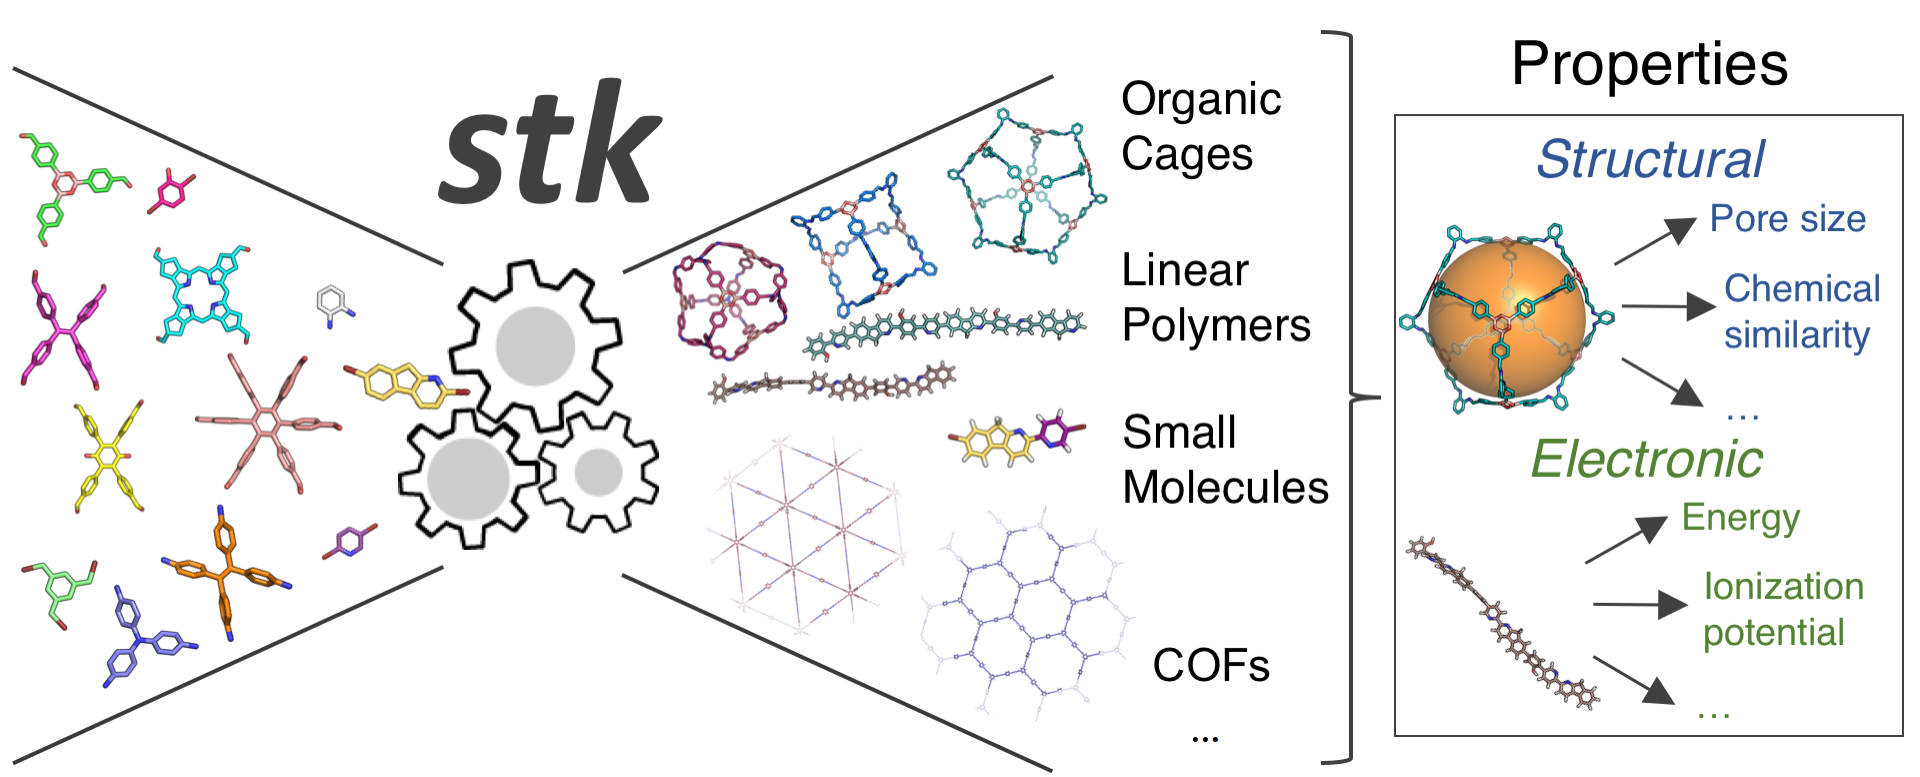 stk
Organic
Cages
Linear
Polymers
Small
Molecules
COFs
...
Properties
Structural
Pore size
Chemical
similarity
...
Electronic
Energy
Ionization
potential
...